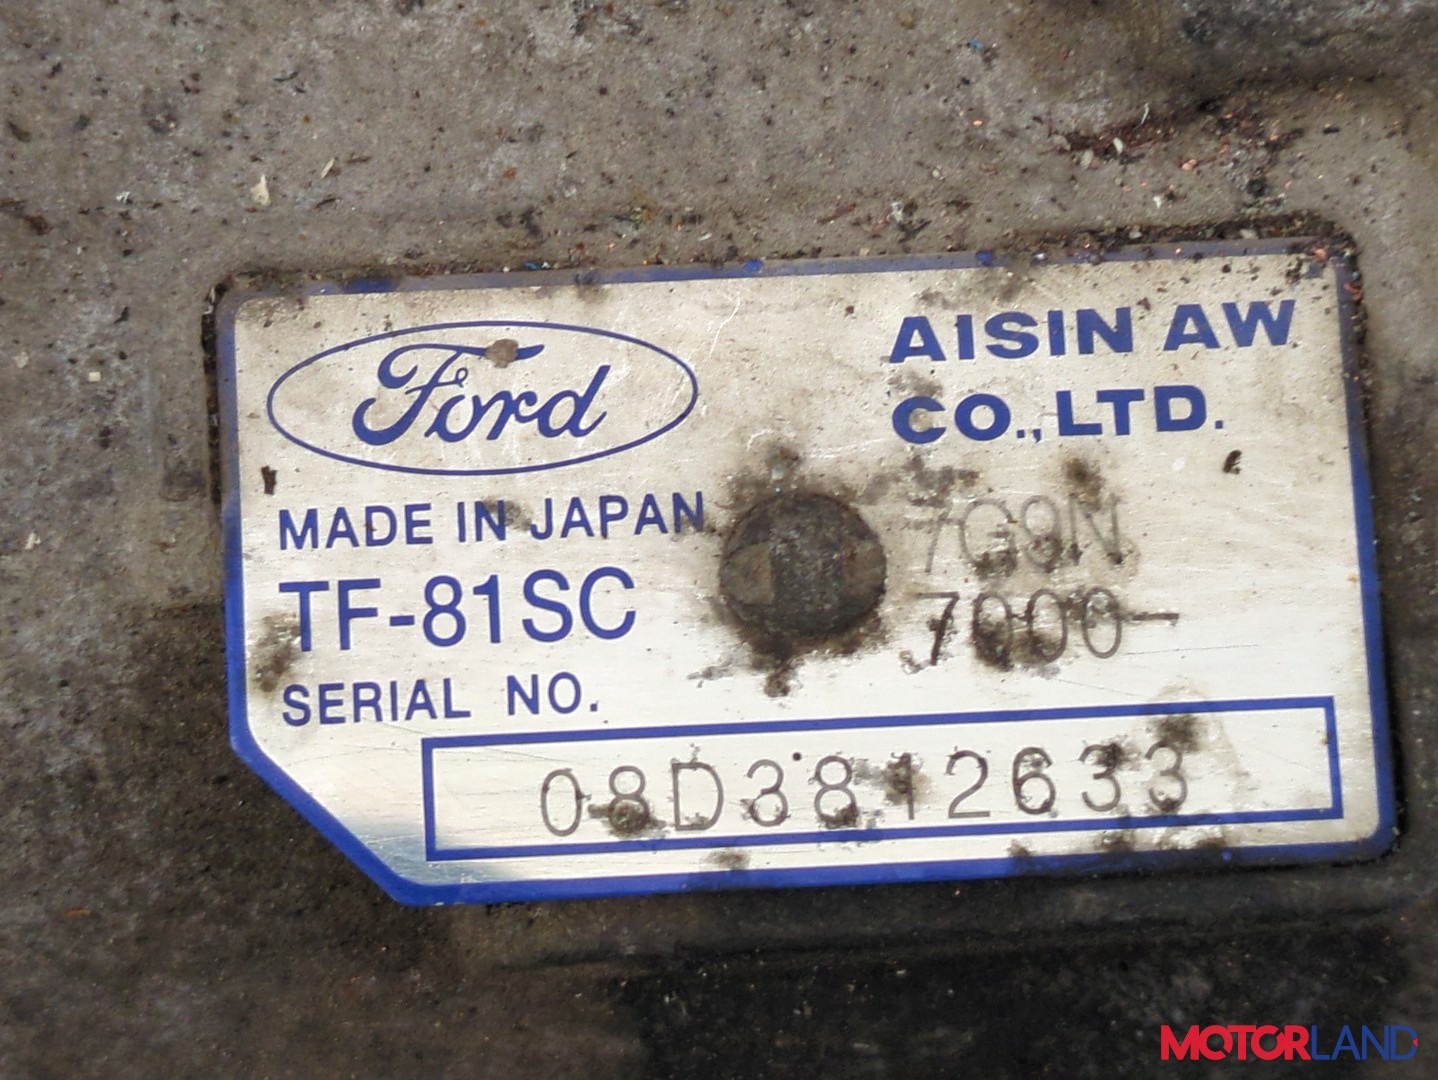 Ford
AISIN AW
CO.,LTD.
MADE IN JAPAN
7G9N
TF-81SC
7000-
SERIAL NO.
08D3812633
MOTORLAND